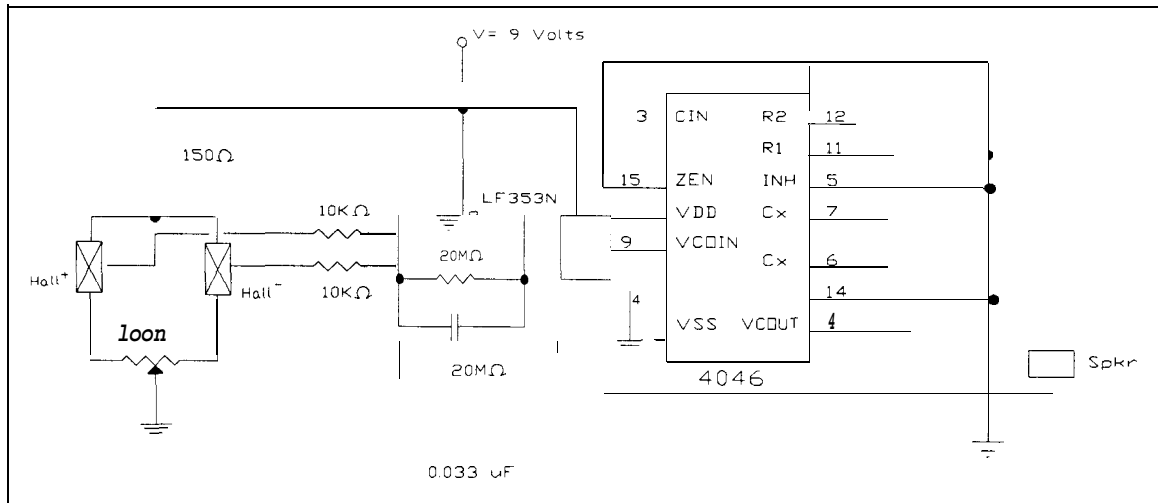 V= 9 Volts
3 CIN R2 12
R1 11
150Ω
15 ZEN INH 5
LF353N
VDD Cx 7
10KΩ
9 VCOIN
20MΩ
Cx 6
Hall+
Hall-
10KΩ
14
4
loon
VSS VCOUT 4
20MΩ
4046
Spkr
0.033 uF